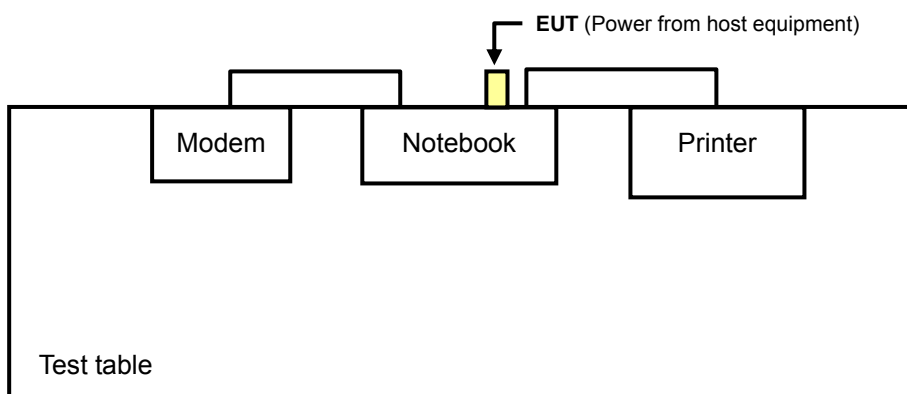 EUT (Power from host equipment)
Modem
Notebook
Printer
Test table